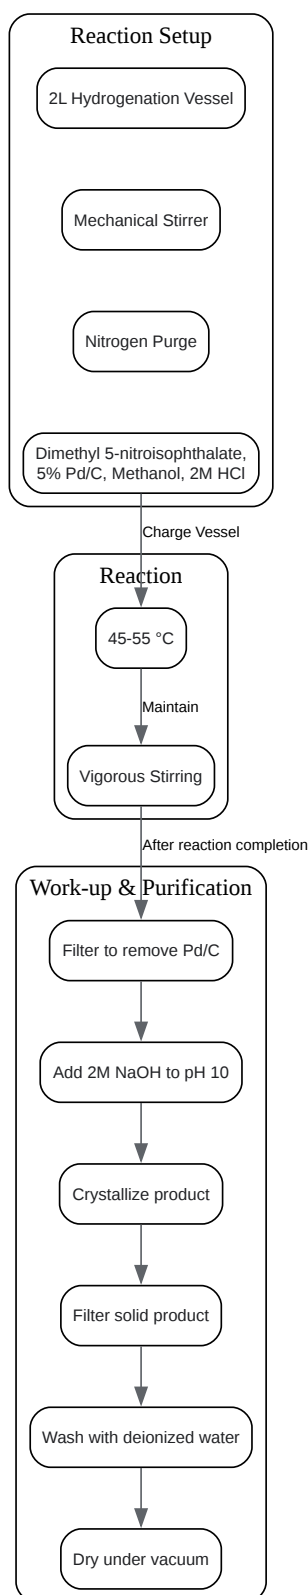 Reaction Setup
2L Hydrogenation Vessel
Mechanical Stirrer
Nitrogen Purge
Dimethyl 5-nitroisophthalate,
5% Pd/C, Methanol, 2M HCl
Charge Vessel
Reaction
45-55 °C
Maintain
Vigorous Stirring
After reaction completion
Work-up & Purification
Filter to remove Pd/C
Add 2M NaOH to pH 10
Crystallize product
Filter solid product
Wash with deionized water
Dry under vacuum